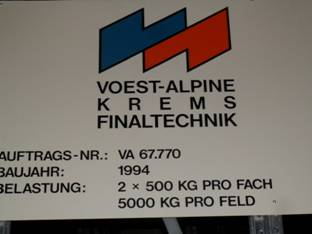 VOEST-ALPINE
KREMS
FINALTECHNIK
AUFTRAGS-NR.: VA 67.770
BAUJAHR: 1994
BELASTUNG: 2 × 500 KG PRO FACH
5000 KG PRO FELD